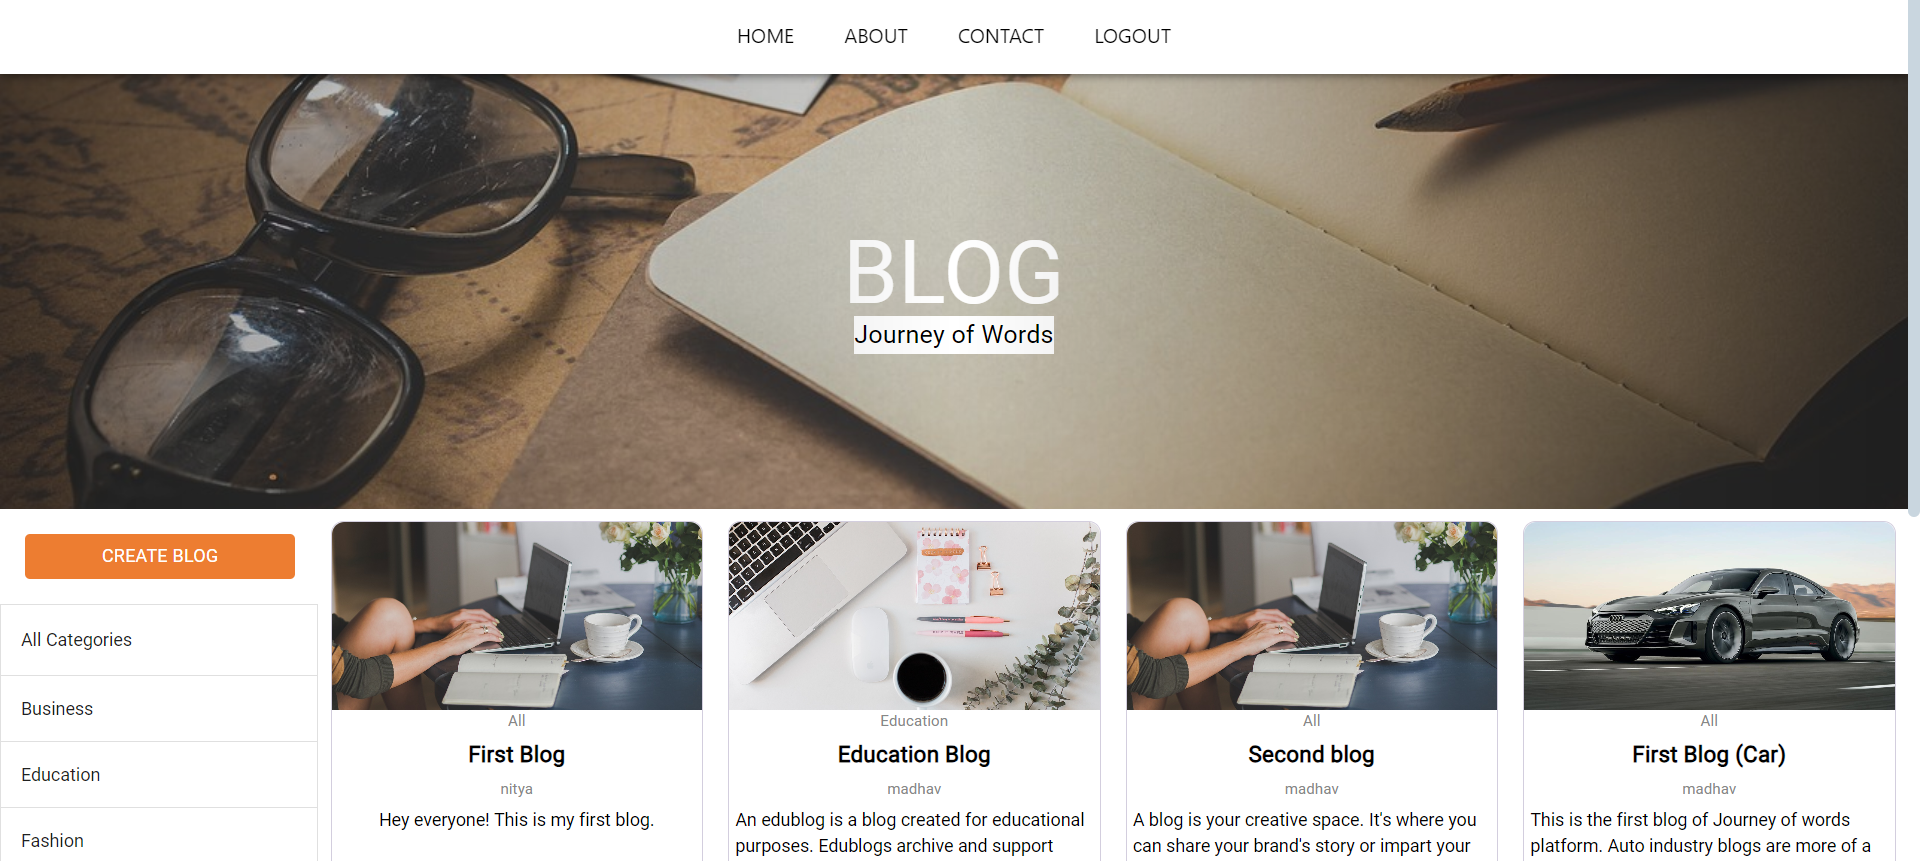 HOME ABOUT CONTACT LOGOUT
BLOG
Journey of Words
CREATE BLOG
All Categories
Business
Education
Fashion
All
First Blog
nitya
Hey everyone! This is my first blog.
Education
Education Blog
madhav
An edublog is a blog created for educational
purposes. Edublogs archive and support
All
Second blog
madhav
A blog is your creative space. It's where you
can share your brand's story or impart your
All
First Blog (Car)
madhav
This is the first blog of Journey of words
platform. Auto industry blogs are more of a